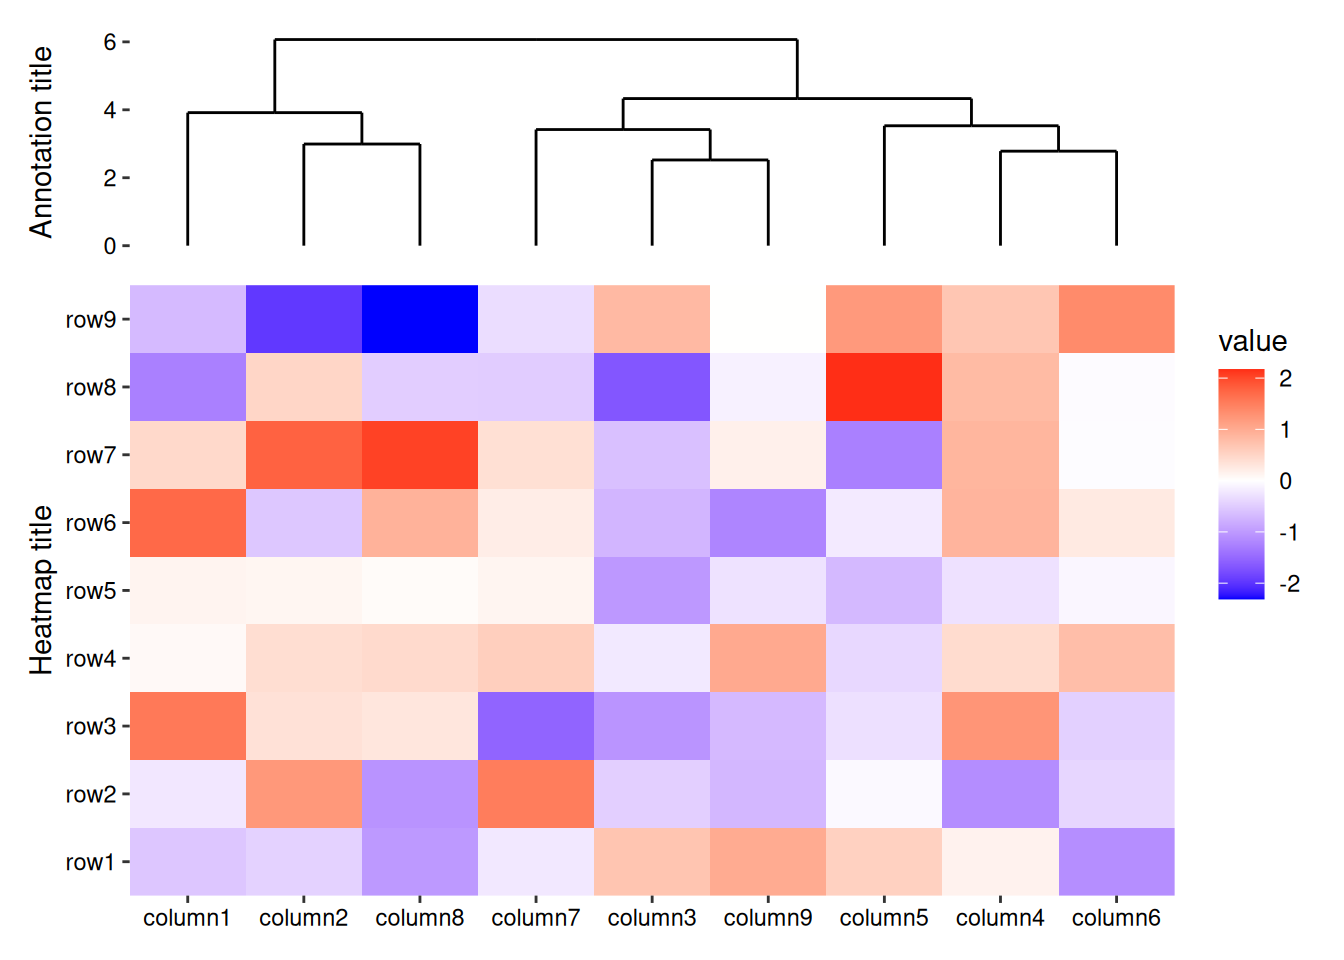 Annotation title
6
4
2
0
Heatmap title
row9
row8
row7
row6
row5
row4
row3
row2
row1
column1 column2 column8 column7 column3 column9 column5 column4 column6
value
2
1
0
-1
-2